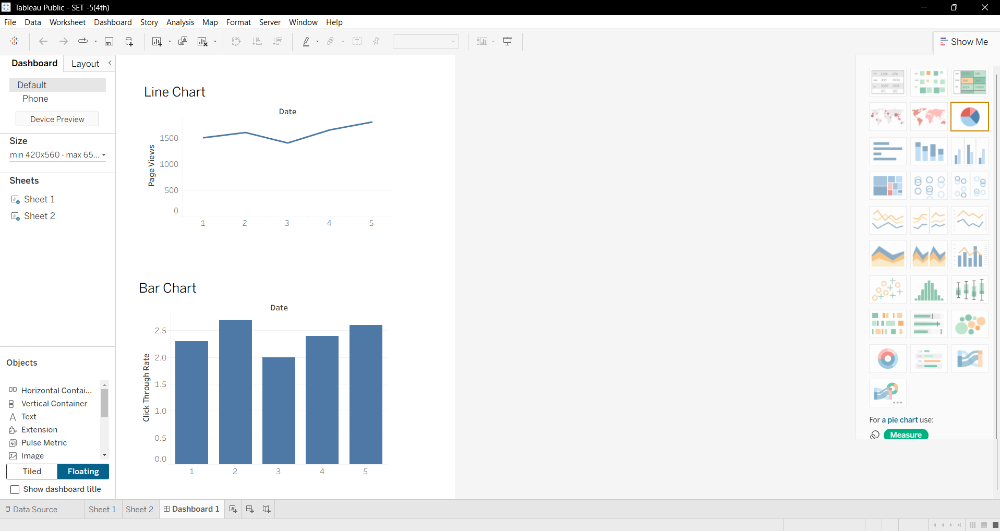 Tableau Public - SET -5(4th)
File Data Worksheet Dashboard Story Analysis Map Format Server Window Help
Show Me
Dashboard Layout
Default
Phone
Device Preview
Size
min 420x560 - max 65...
Sheets
Sheet 1
Sheet 2
Objects
Horizontal Contai...
Vertical Container
Text
Extension
Pulse Metric
Image
Tiled Floating
Show dashboard title
Line Chart
Date
Page Views
1500
1000
500
0
1 2 3 4 5
Bar Chart
Date
Click Through Rate
2.5
2.0
1.5
1.0
0.5
0.0
1 2 3 4 5
For a pie chart use:
Measure
Data Source Sheet 1 Sheet 2 Dashboard 1